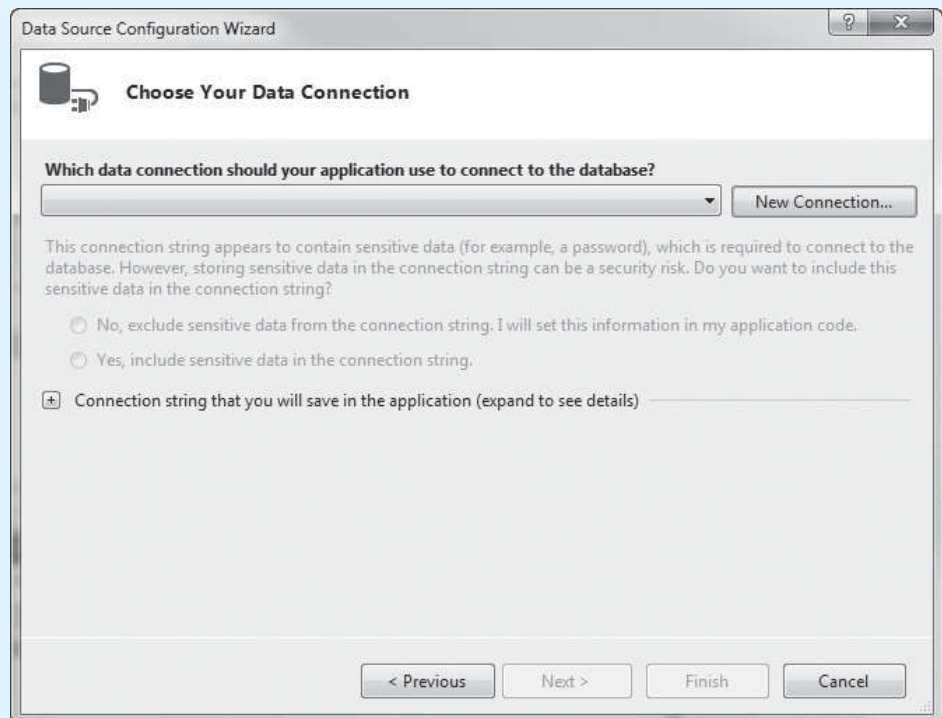 Data Source Configuration Wizard
? X
Choose Your Data Connection
Which data connection should your application use to connect to the database?
New Connection...
This connection string appears to contain sensitive data (for example, a password), which is required to connect to the
database. However, storing sensitive data in the connection string can be a security risk. Do you want to include this
sensitive data in the connection string?
No, exclude sensitive data from the connection string. I will set this information in my application code.
Yes, include sensitive data in the connection string.
+ Connection string that you will save in the application (expand to see details)
< Previous
Next >
Finish
Cancel